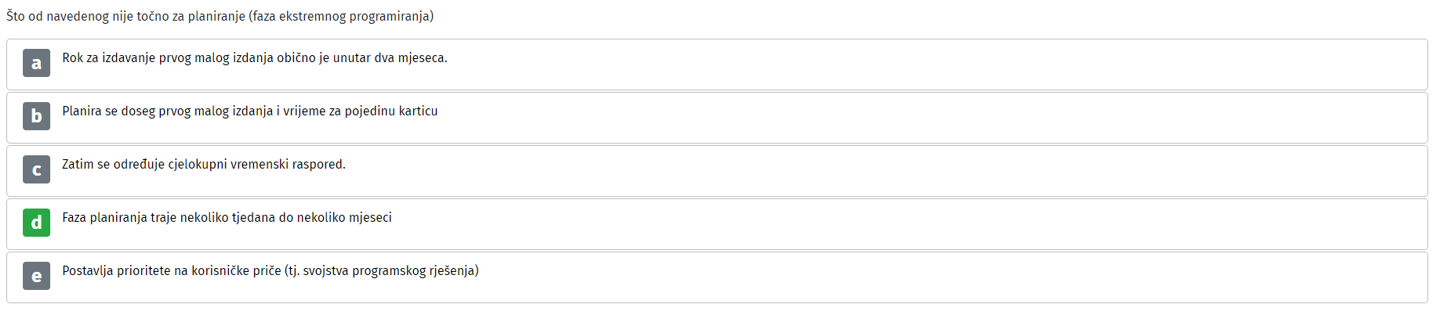 Što od navedenog nije točno za planiranje (faza ekstremnog programiranja)
a Rok za izdavanje prvog malog izdanja obično je unutar dva mjeseca.
b Planira se doseg prvog malog izdanja i vrijeme za pojedinu karticu
c Zatim se određuje cjelokupni vremenski raspored.
d Faza planiranja traje nekoliko tjedana do nekoliko mjeseci
e Postavlja prioritete na korisničke priče (tj. svojstva programskog rješenja)